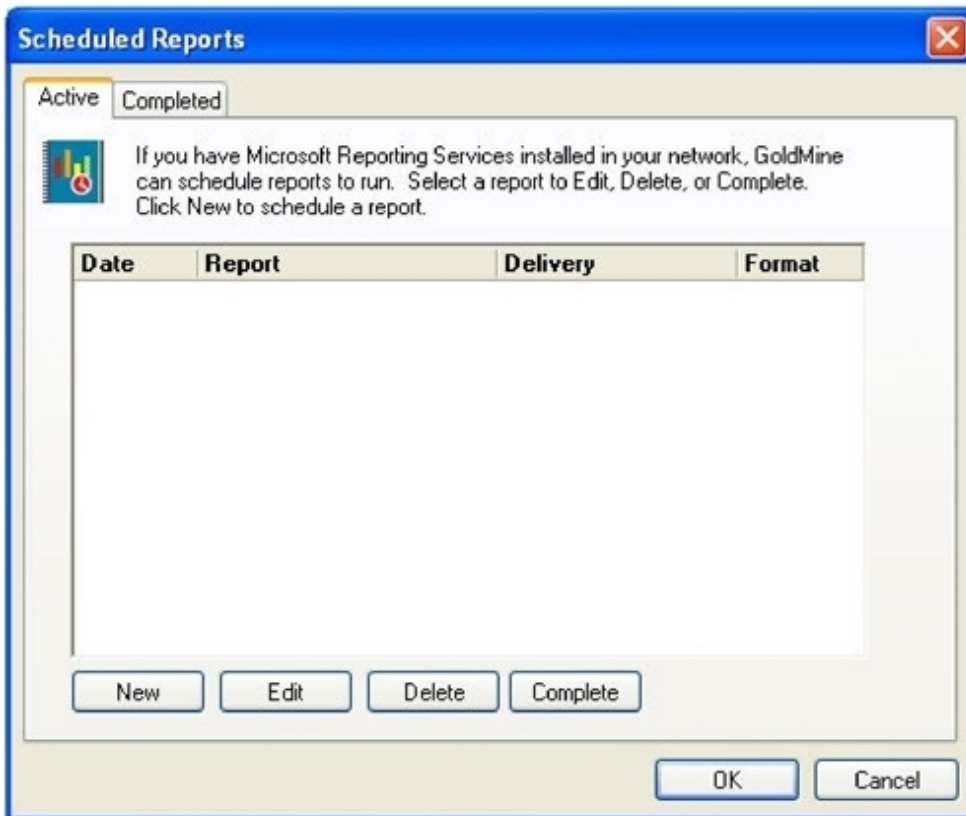 Scheduled Reports
Active Completed
If you have Microsoft Reporting Services installed in your network, GoldMine
can schedule reports to run. Select a report to Edit, Delete, or Complete.
Click New to schedule a report.
Date Report Delivery Format
New Edit Delete Complete
OK Cancel